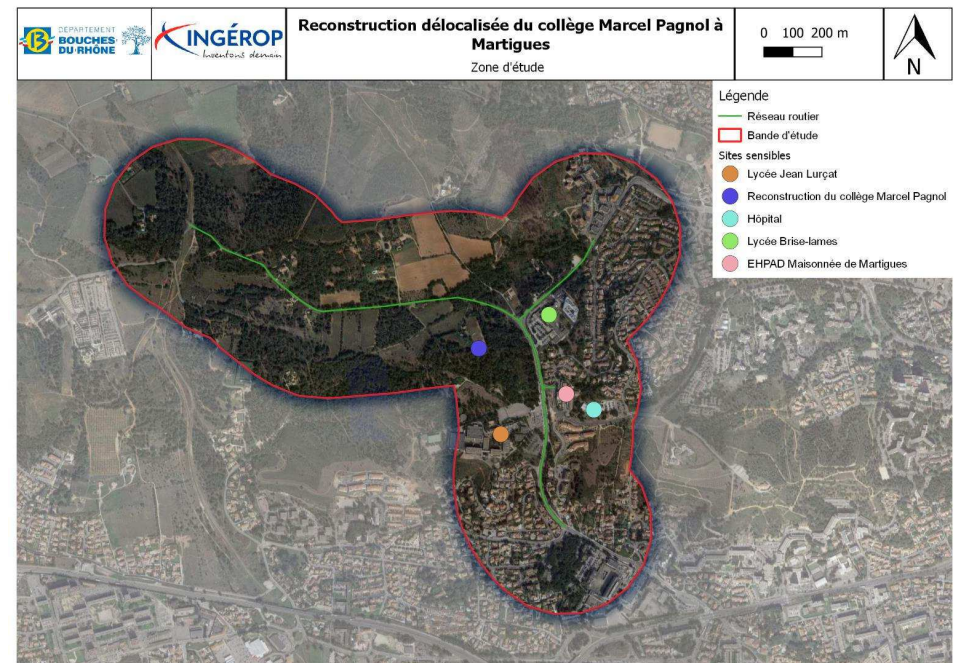 DÉPARTEMENT
BOUCHES
DU·RHÔNE
INGÉROP
Inventons demain
Reconstruction délocalisée du collège Marcel Pagnol à
Martigues
Zone d'étude
0 100 200 m
N
Légende
Réseau routier
Bande d'étude
Sites sensibles
Lycée Jean Lurçat
Reconstruction du collège Marcel Pagnol
Hôpital
Lycée Brise-lames
EHPAD Maisonnée de Martigues